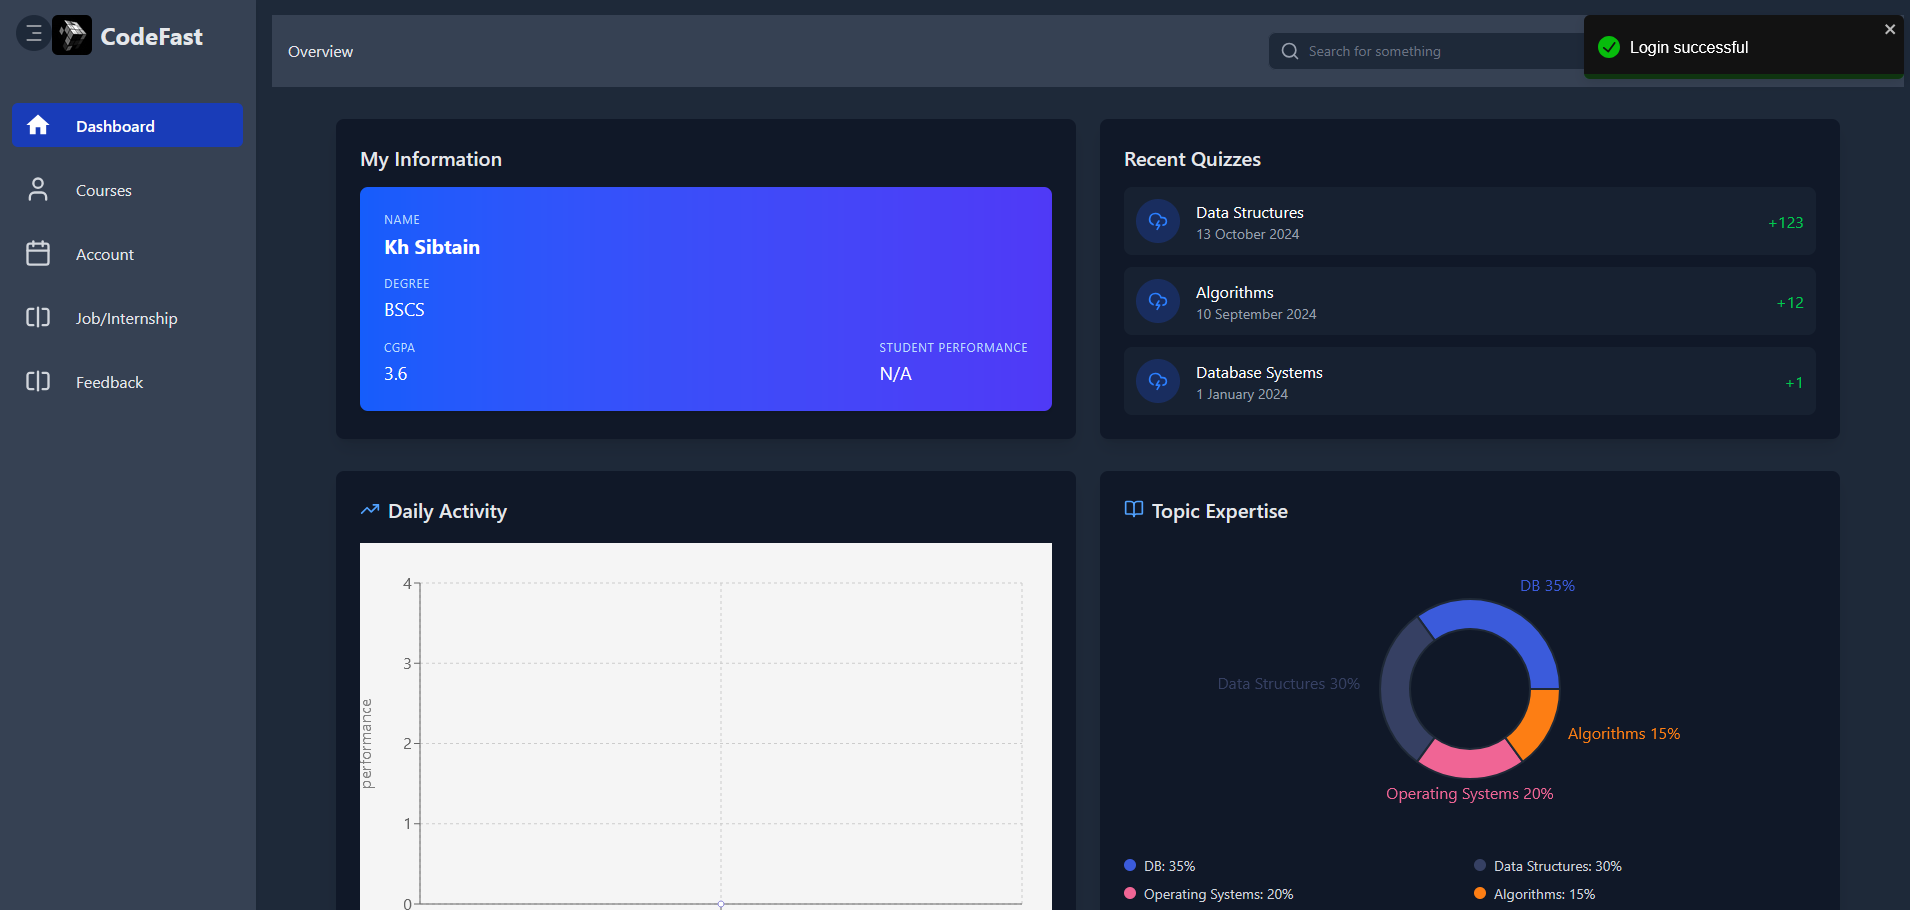 CodeFast
Overview
Search for something
Login successful
Dashboard
Courses
Account
Job/Internship
Feedback
My Information
NAME
Kh Sibtain
DEGREE
BSCS
CGPA
3.6
STUDENT PERFORMANCE
N/A
Recent Quizzes
Data Structures
13 October 2024
+123
Algorithms
10 September 2024
+12
Database Systems
1 January 2024
+1
Daily Activity
4
3
2
1
0
performance
Topic Expertise
DB 35%
Data Structures 30%
Algorithms 15%
Operating Systems 20%
DB: 35%
Data Structures: 30%
Operating Systems: 20%
Algorithms: 15%